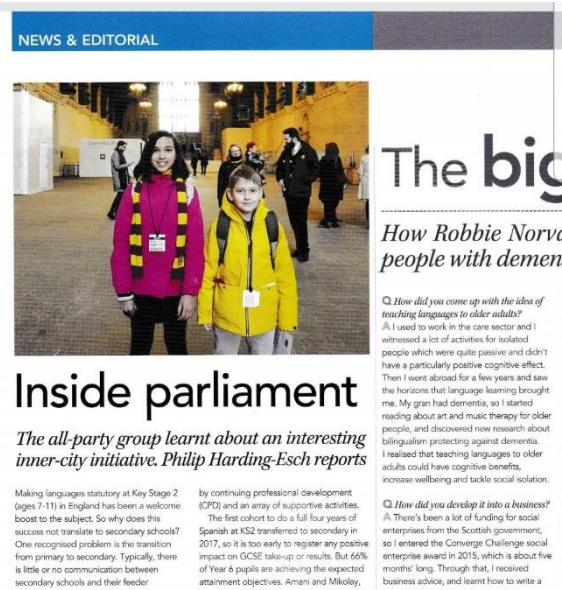 NEWS & EDITORIAL
Inside parliament
The all-party group learnt about an interesting
inner-city initiative. Philip Harding-Esch reports
Making languages statutory at Key Stage 2
(ages 7-11) in England has been a welcome
boost to the subject. So why does this
success not translate to secondary schools?
One recognised problem is the transition
from primary to secondary. Typically, there
is little or no communication between
secondary schools and their feeder
by continuing professional development
(CPD) and an array of supportive activities.
The first cohort to do a full four years of
Spanish at KS2 transferred to secondary in
2017, so it is too early to register any positive
impact on GCSE take-up or results. But 66%
of Year 6 pupils are achieving the expected
attainment objectives. Amani and Mikolay,
The big
How Robbie Norva
people with demen
Q How did you come up with the idea of
teaching languages to older adults?
A I used to work in the care sector and I
witnessed a lot of activities for isolated
people which were quite passive and didn't
have a particularly positive cognitive effect.
Then I went abroad for a few years and saw
the horizons that language learning brought
me. My gran had dementia, so I started
reading about art and music therapy for older
people, and discovered new research about
bilingualism protecting against dementia.
I realised that teaching languages to older
adults could have cognitive benefits,
increase wellbeing and tackle social isolation.
Q How did you develop it into a business?
A There's been a lot of funding for social
enterprises from the Scottish government,
so I entered the Converge Challenge social
enterprise award in 2015, which is about five
months' long. Through that, I received
business advice, and learnt how to write a